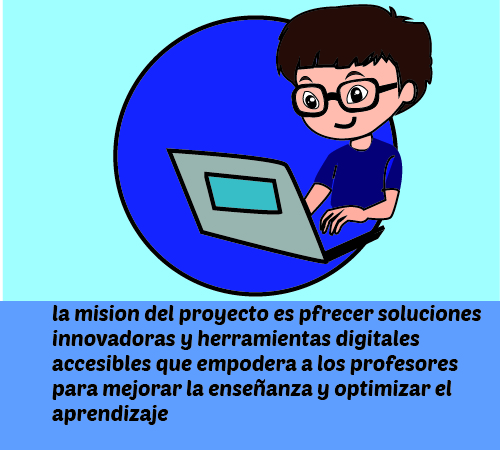 la mision del proyecto es pfrecer soluciones
innovadoras y herramientas digitales
accesibles que empodera a los profesores
para mejorar la enseñanza y optimizar el
aprendizaje